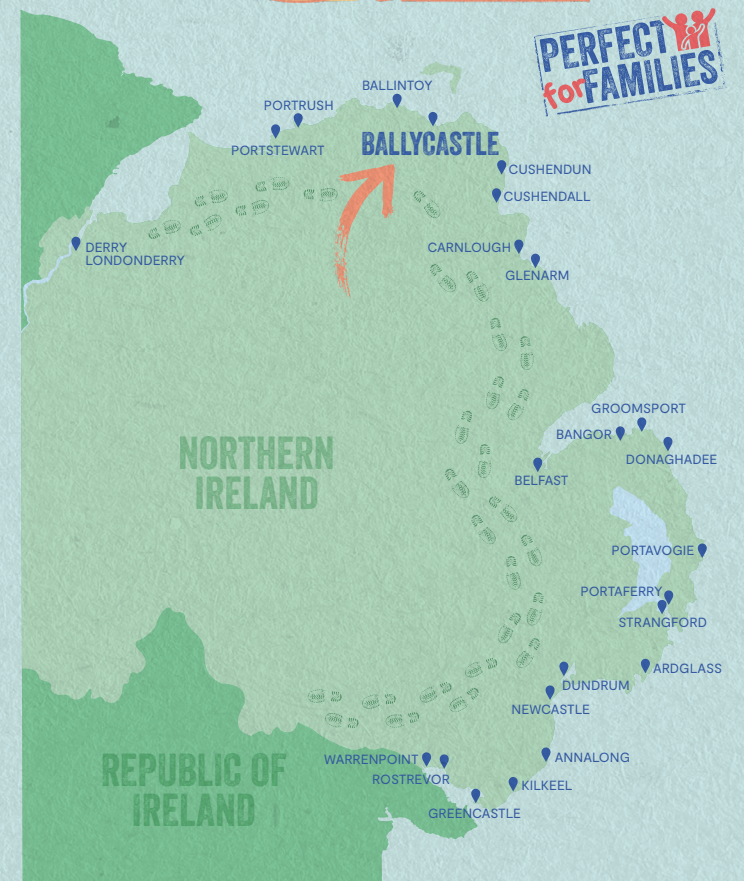 PERFECT
for FAMILIES
BALLINTOY
PORTRUSH
PORTSTEWART
BALLYCASTLE
CUSHENDUN
CUSHENDALL
DERRY
LONDONDERRY
CARNLOUGH
GLENARM
GROOMSPORT
BANGOR
DONAGHADEE
NORTHERN
IRELAND
BELFAST
PORTAVOGIE
PORTAFERRY
STRANGFORD
ARDGLASS
DUNDRUM
NEWCASTLE
REPUBLIC OF
IRELAND
WARRENPOINT
ANNALONG
ROSTREVOR
KILKEEL
GREENCASTLE